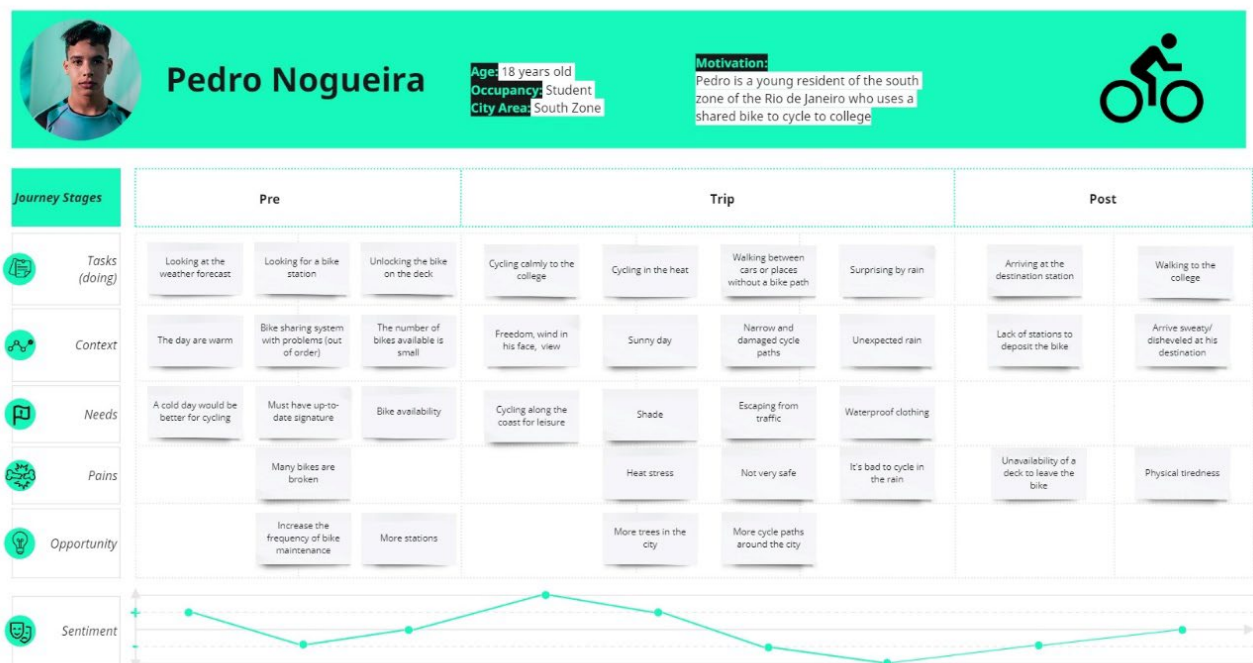 Pedro Nogueira
Age: 18 years old
Occupancy: Student
City Area: South Zone
Motivation:
Pedro is a young resident of the south
zone of the Rio de Janeiro who uses a
shared bike to cycle to college
Journey Stages
Pre
Trip
Post
Tasks
(doing)
Looking at the
weather forecast
Looking for a bike
station
Unlocking the bike
on the deck
Cycling calmly to the
college
Cycling in the heat
Walking between
cars or places
without a bike path
Surprising by rain
Arriving at the
destination station
Walking to the
college
Context
The day are warm
Bike sharing system
with problems (out
of order)
The number of
bikes available is
small
Freedom, wind in
his face, view
Sunny day
Narrow and
damaged cycle
paths
Unexpected rain
Lack of stations to
deposit the bike
Arrive sweaty/
disheveled at his
destination
Needs
A cold day would be
better for cycling
Must have up-to-
date signature
Bike availability
Cycling along the
coast for leisure
Shade
Escaping from
traffic
Waterproof clothing
Pains
Many bikes are
broken
Heat stress
Not very safe
It's bad to cycle in
the rain
Unavailability of a
deck to leave the
bike
Physical tiredness
Opportunity
Increase the
frequency of bike
maintenance
More stations
More trees in the
city
More cycle paths
around the city
Sentiment
+
-